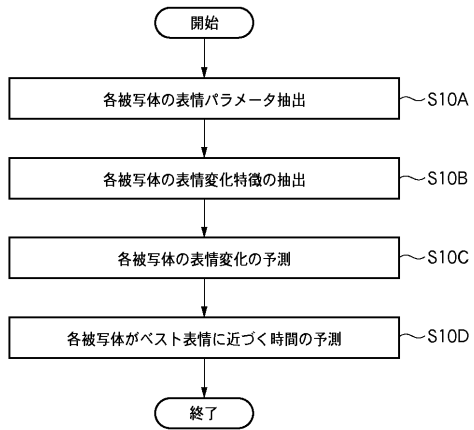 開始
各被写体の表情パラメータ抽出
S10A
各被写体の表情変化特徴の抽出
S10B
各被写体の表情変化の予測
S10C
各被写体がベスト表情に近づく時間の予測
S10D
終了